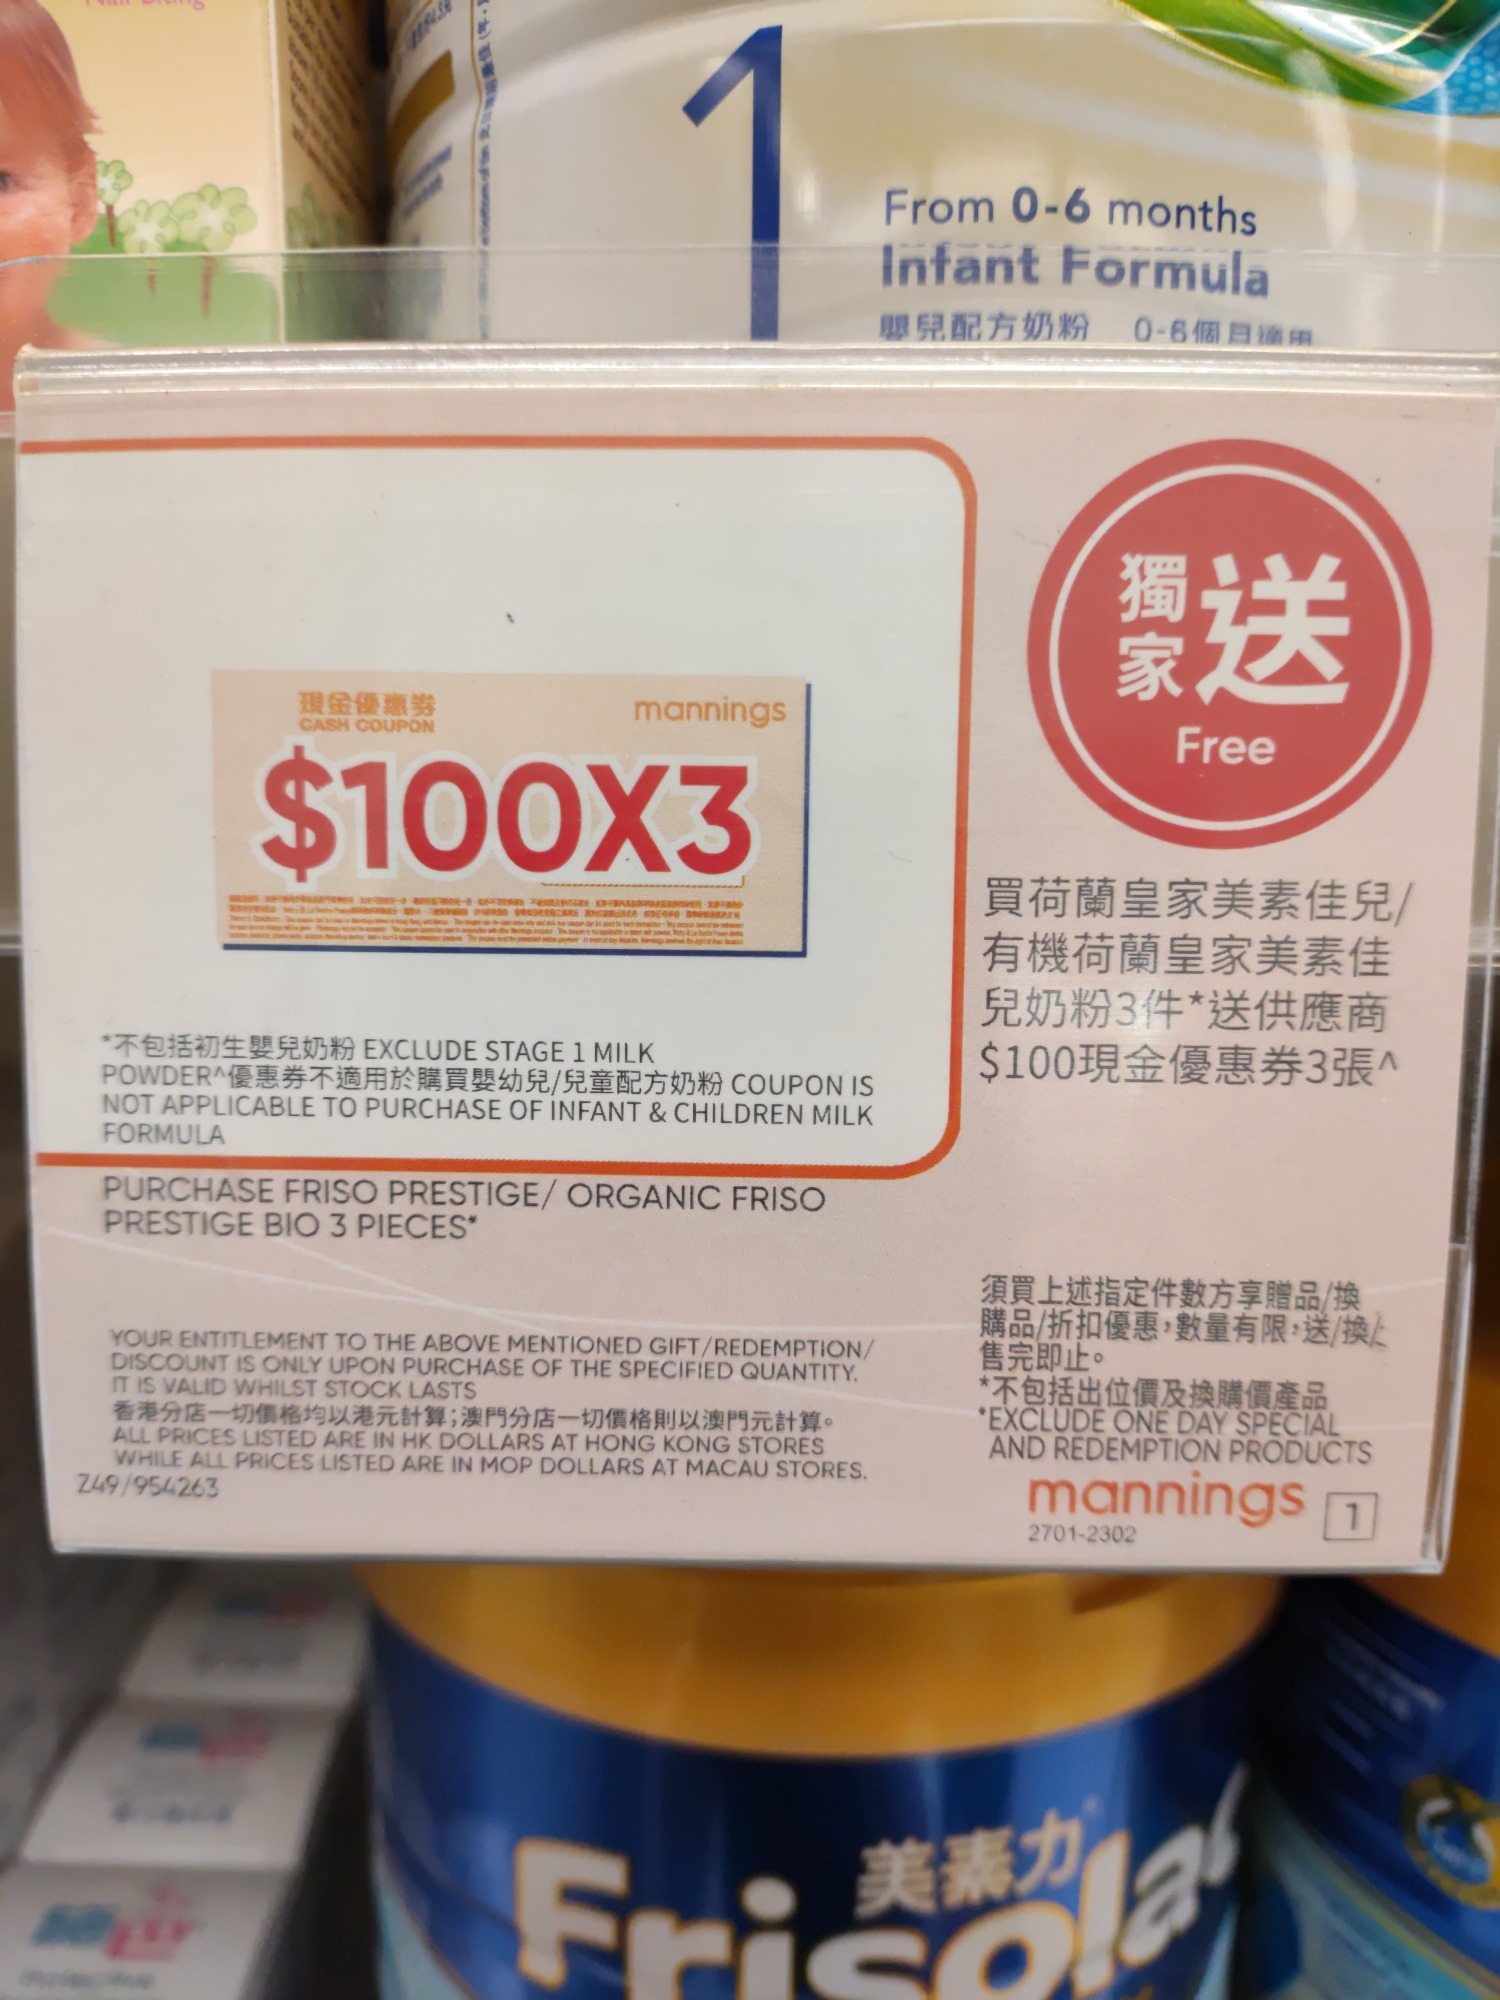 1
From 0-6 months
Infant Formula
嬰兒配方奶粉 0-6個月適用
獨家送
Free
現金優惠券
CASH COUPON
mannings
$100X3
買荷蘭皇家美素佳兒/
有機荷蘭皇家美素佳
兒奶粉3件*送供應商
$100現金優惠券3張^
*不包括初生嬰兒奶粉 EXCLUDE STAGE 1 MILK
POWDER^優惠券不適用於購買嬰幼兒/兒童配方奶粉 COUPON IS
NOT APPLICABLE TO PURCHASE OF INFANT & CHILDREN MILK
FORMULA
PURCHASE FRISO PRESTIGE/ ORGANIC FRISO
PRESTIGE BIO 3 PIECES*
YOUR ENTITLEMENT TO THE ABOVE MENTIONED GIFT/REDEMPTION/
DISCOUNT IS ONLY UPON PURCHASE OF THE SPECIFIED QUANTITY.
IT IS VALID WHILST STOCK LASTS
香港分店一切價格均以港元計算;澳門分店一切價格則以澳門元計算。
ALL PRICES LISTED ARE IN HK DOLLARS AT HONG KONG STORES
WHILE ALL PRICES LISTED ARE IN MOP DOLLARS AT MACAU STORES.
Z49/954263
須買上述指定件數方享贈品/換
購品/折扣優惠,數量有限,送/換/
售完即止。
*不包括出位價及換購價產品
*EXCLUDE ONE DAY SPECIAL
AND REDEMPTION PRODUCTS
mannings 1
2701-2302
美素力
Frisolac